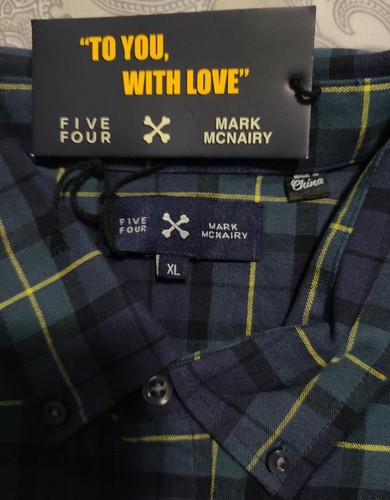 "TO YOU,
WITH LOVE"
FIVE
FOUR
MARK
MCNAIRY
MADE IN
China
FIVE
FOUR
MARK
MCNAIRY
XL